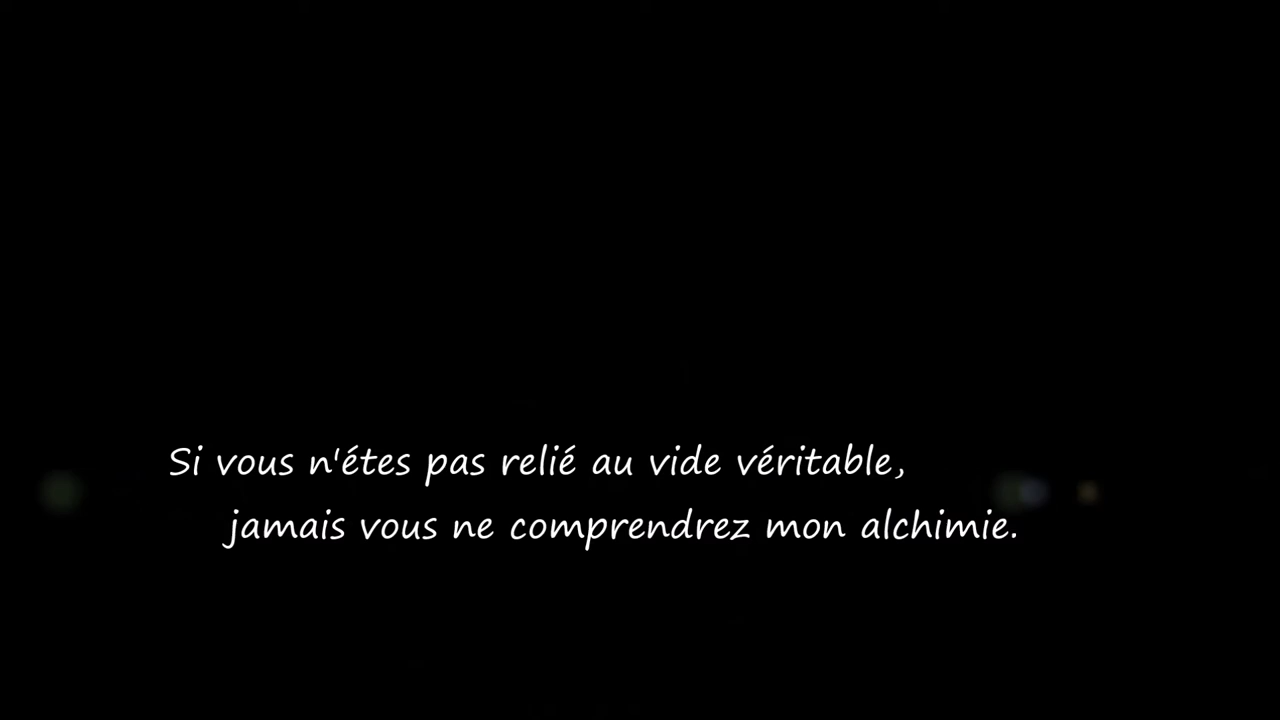 Si vous n'étes pas relié au vide véritable,
jamais vous ne comprendrez mon alchimie.